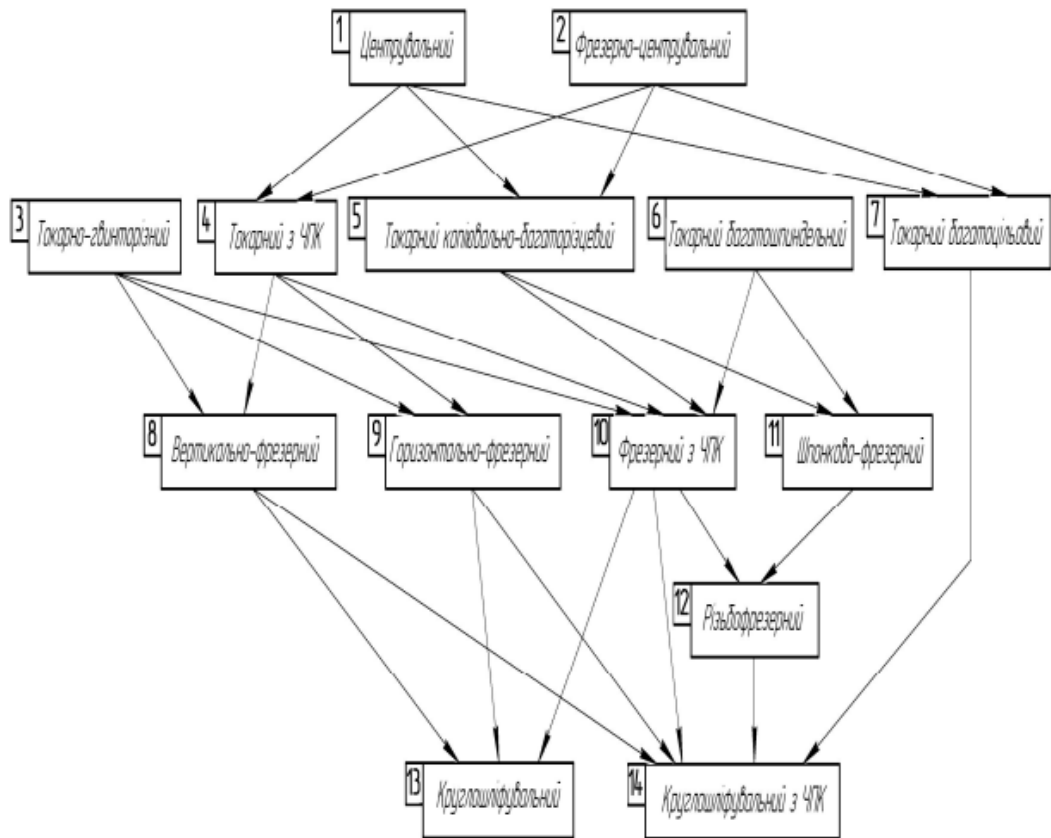 1 Центрувальний
2 Фрезерно-центрувальний
3 Токарно-гвинторізний
4 Токарний з ЧПК
5 Токарний копіювально-багаторізцевий
6 Токарний багатошпиндельний
7 Токарний багатоцільовий
8 Вертикально-фрезерний
9 Горизонтально-фрезерний
10 Фрезерний з ЧПК
11 Шпонково-фрезерний
12 Різьбофрезерний
13 Круглошліфувальний
14 Круглошліфувальний з ЧПК